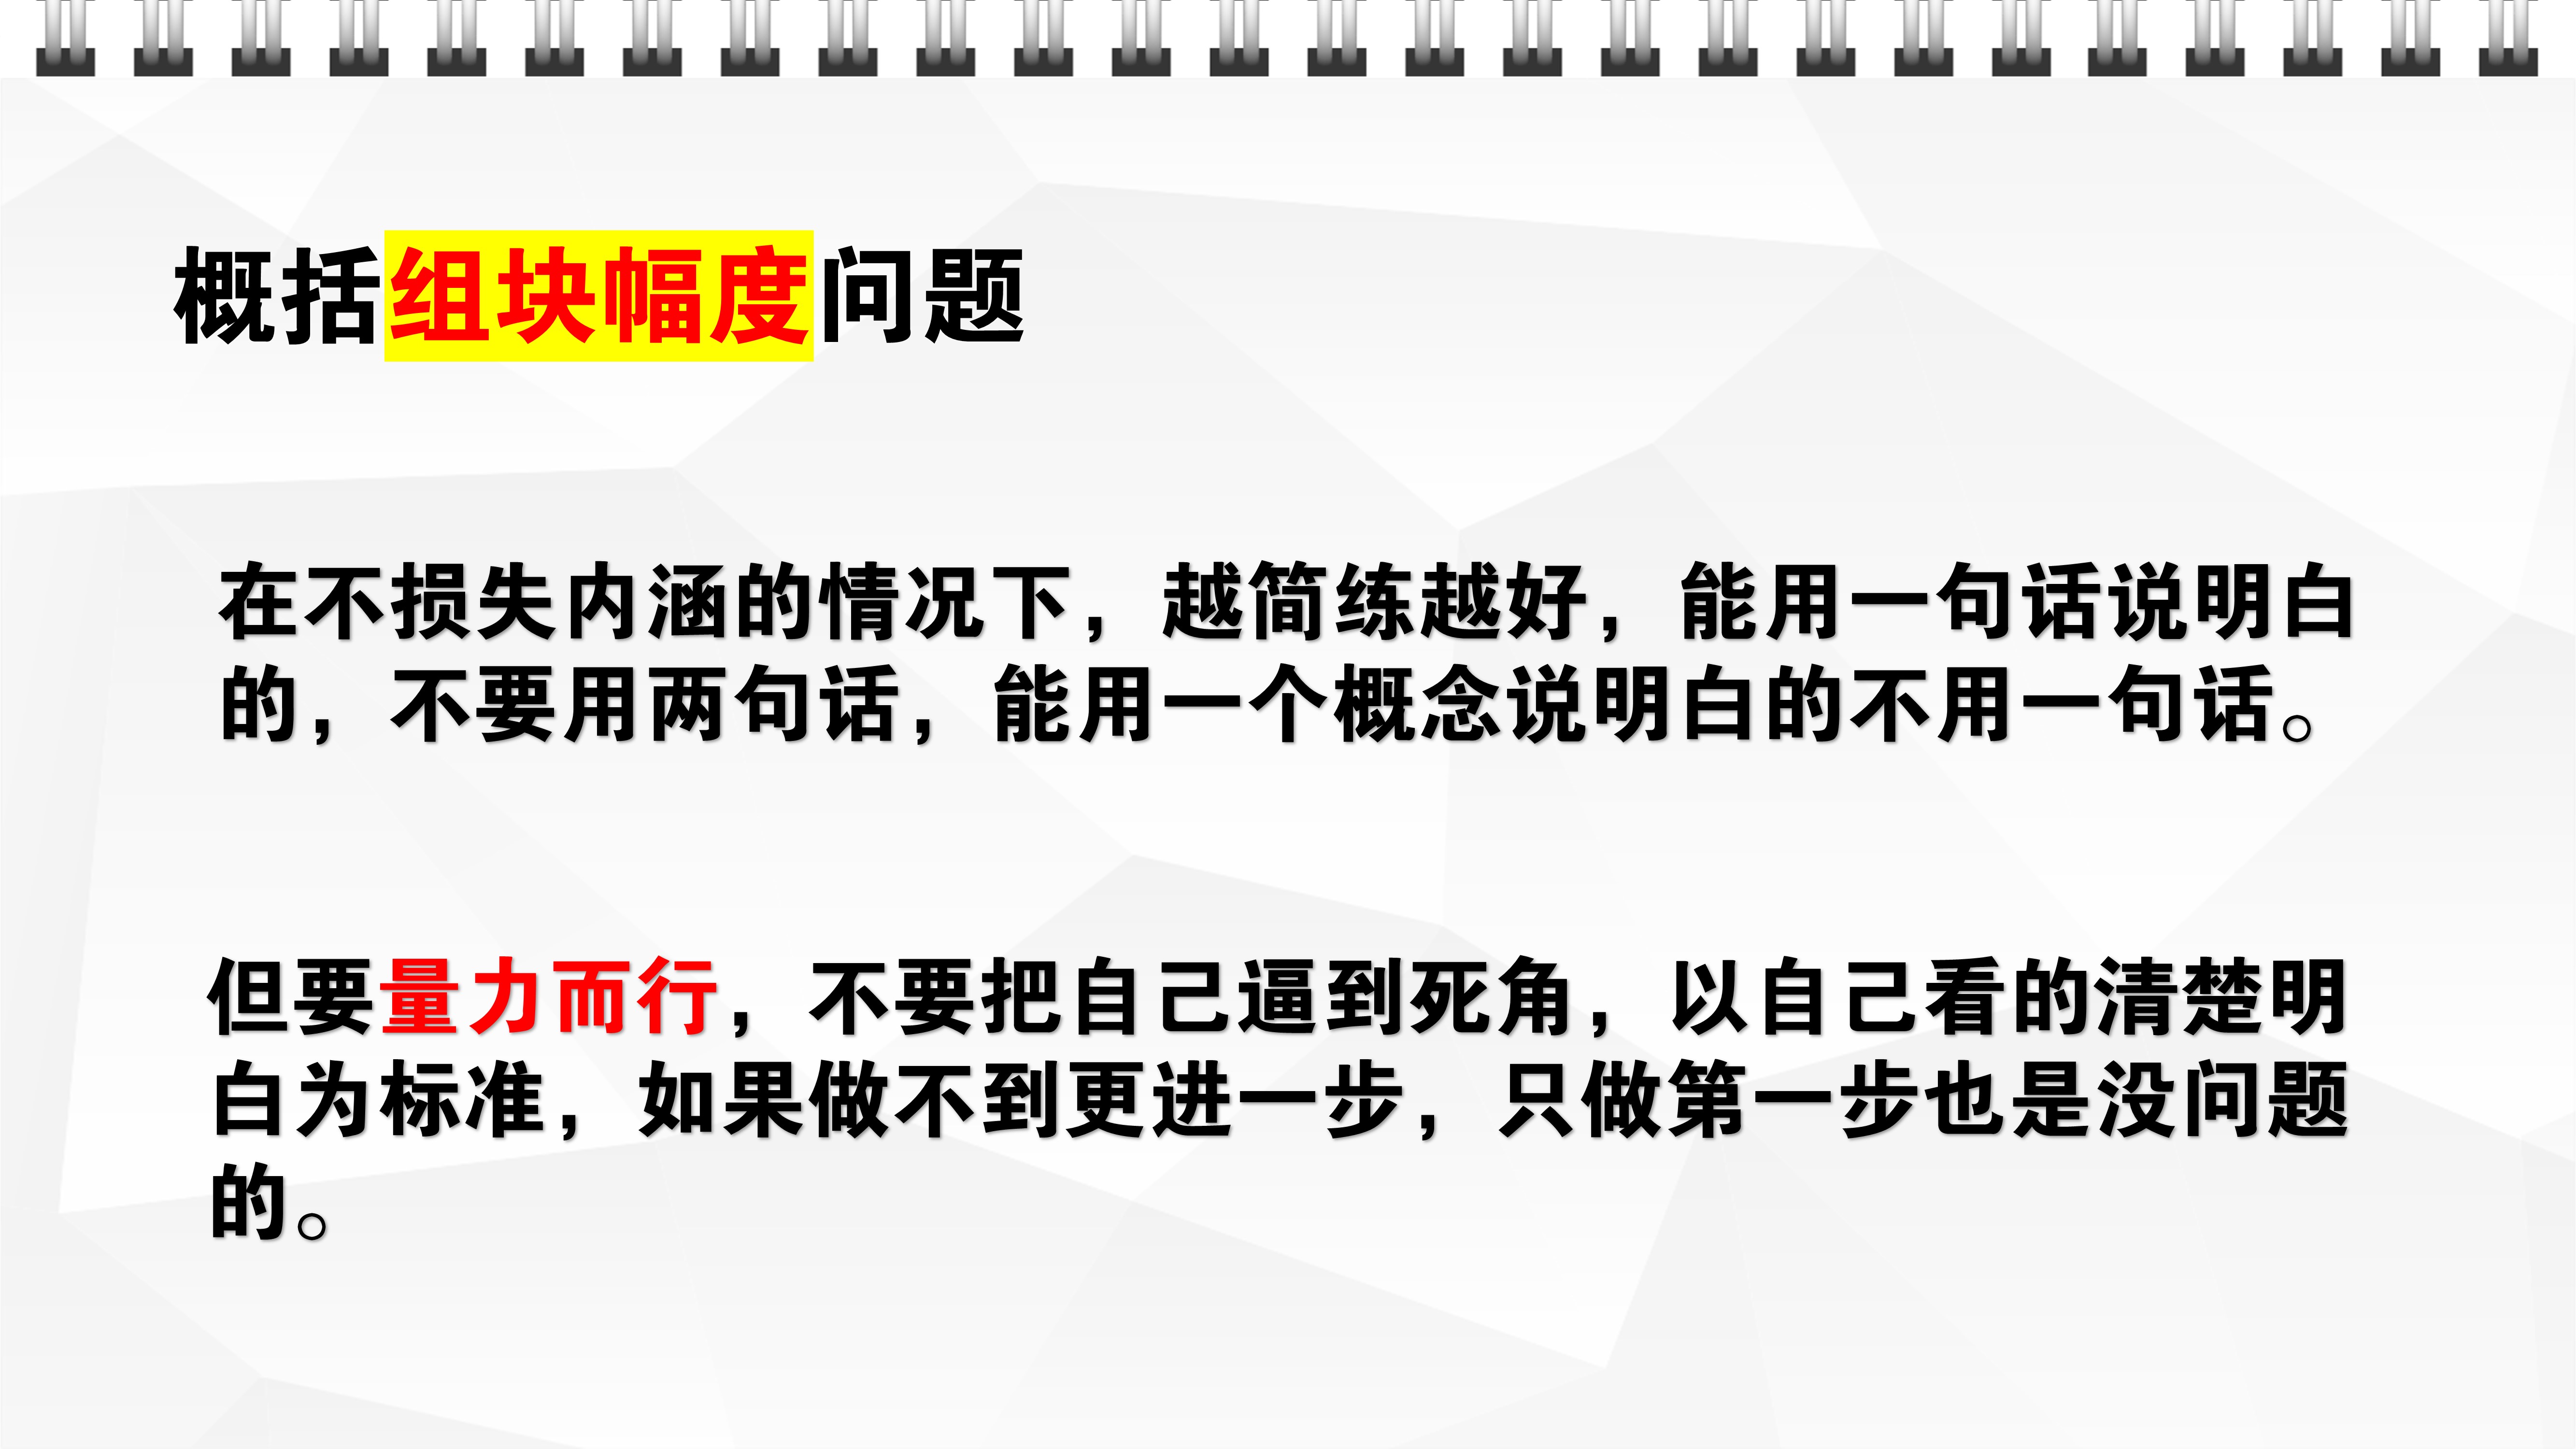 概括组块幅度问题
在不损失内涵的情况下，越简练越好，能用一句话说明白
的，不要用两句话，能用一个概念说明白的不用一句话。
但要量力而行，不要把自己逼到死角，以自己看的清楚明
白为标准，如果做不到更进一步，只做第一步也是没问题
的。